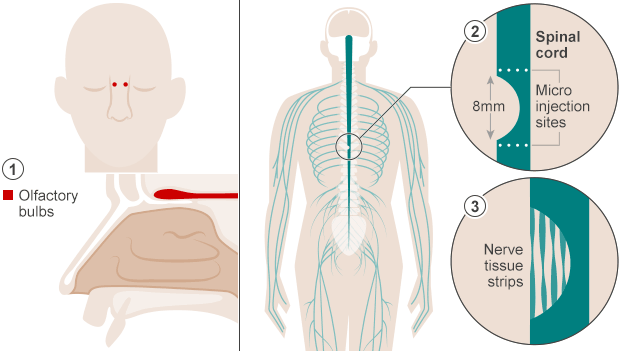 1
Olfactory
bulbs
2
Spinal
cord
8mm
Micro
injection
sites
3
Nerve
tissue
strips